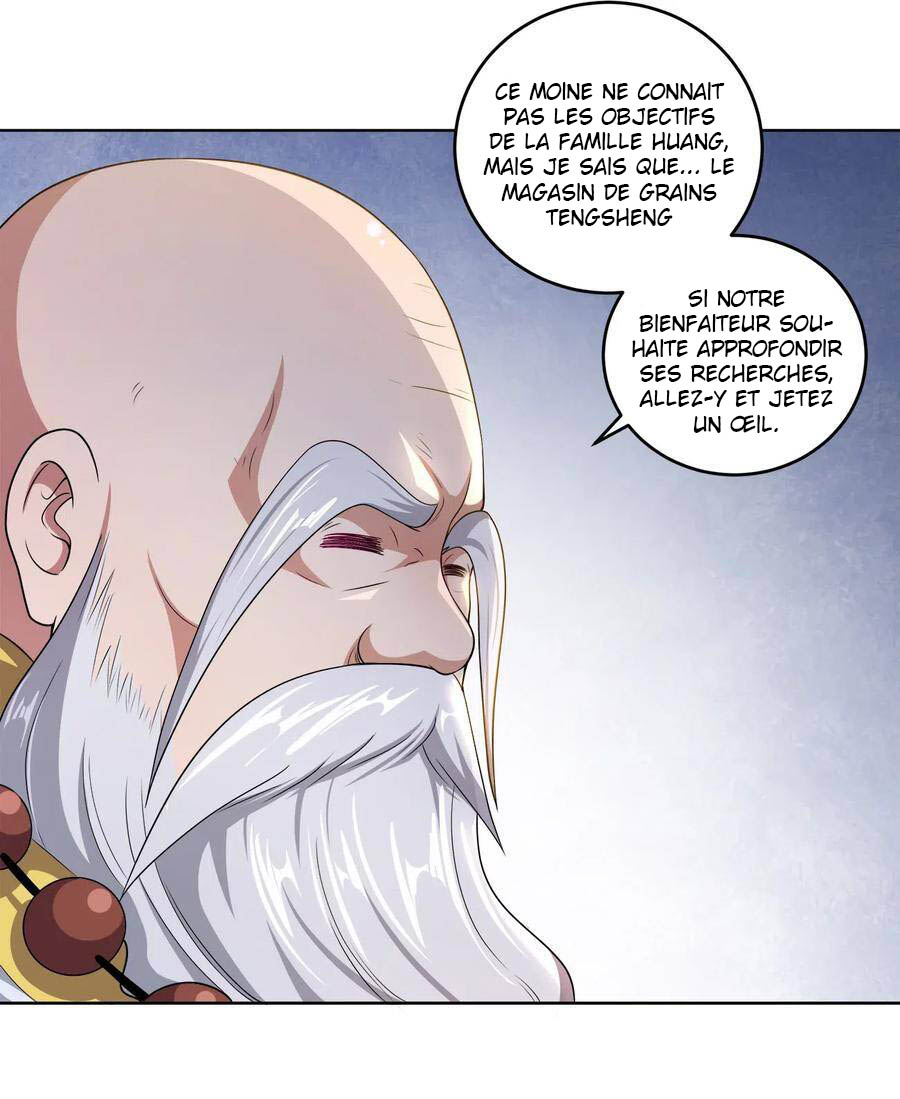 CE MOINE NE CONNAIT
PAS LES OBJECTIFS
DE LA FAMILLE HUANG,
MAIS JE SAIS QUE... LE
MAGASIN DE GRAINS
TENGSHENG
SI NOTRE
BIENFAITEUR SOU-
HAITE APPROFONDIR
SES RECHERCHES,
ALLEZ-Y ET JETEZ
UN ŒIL.